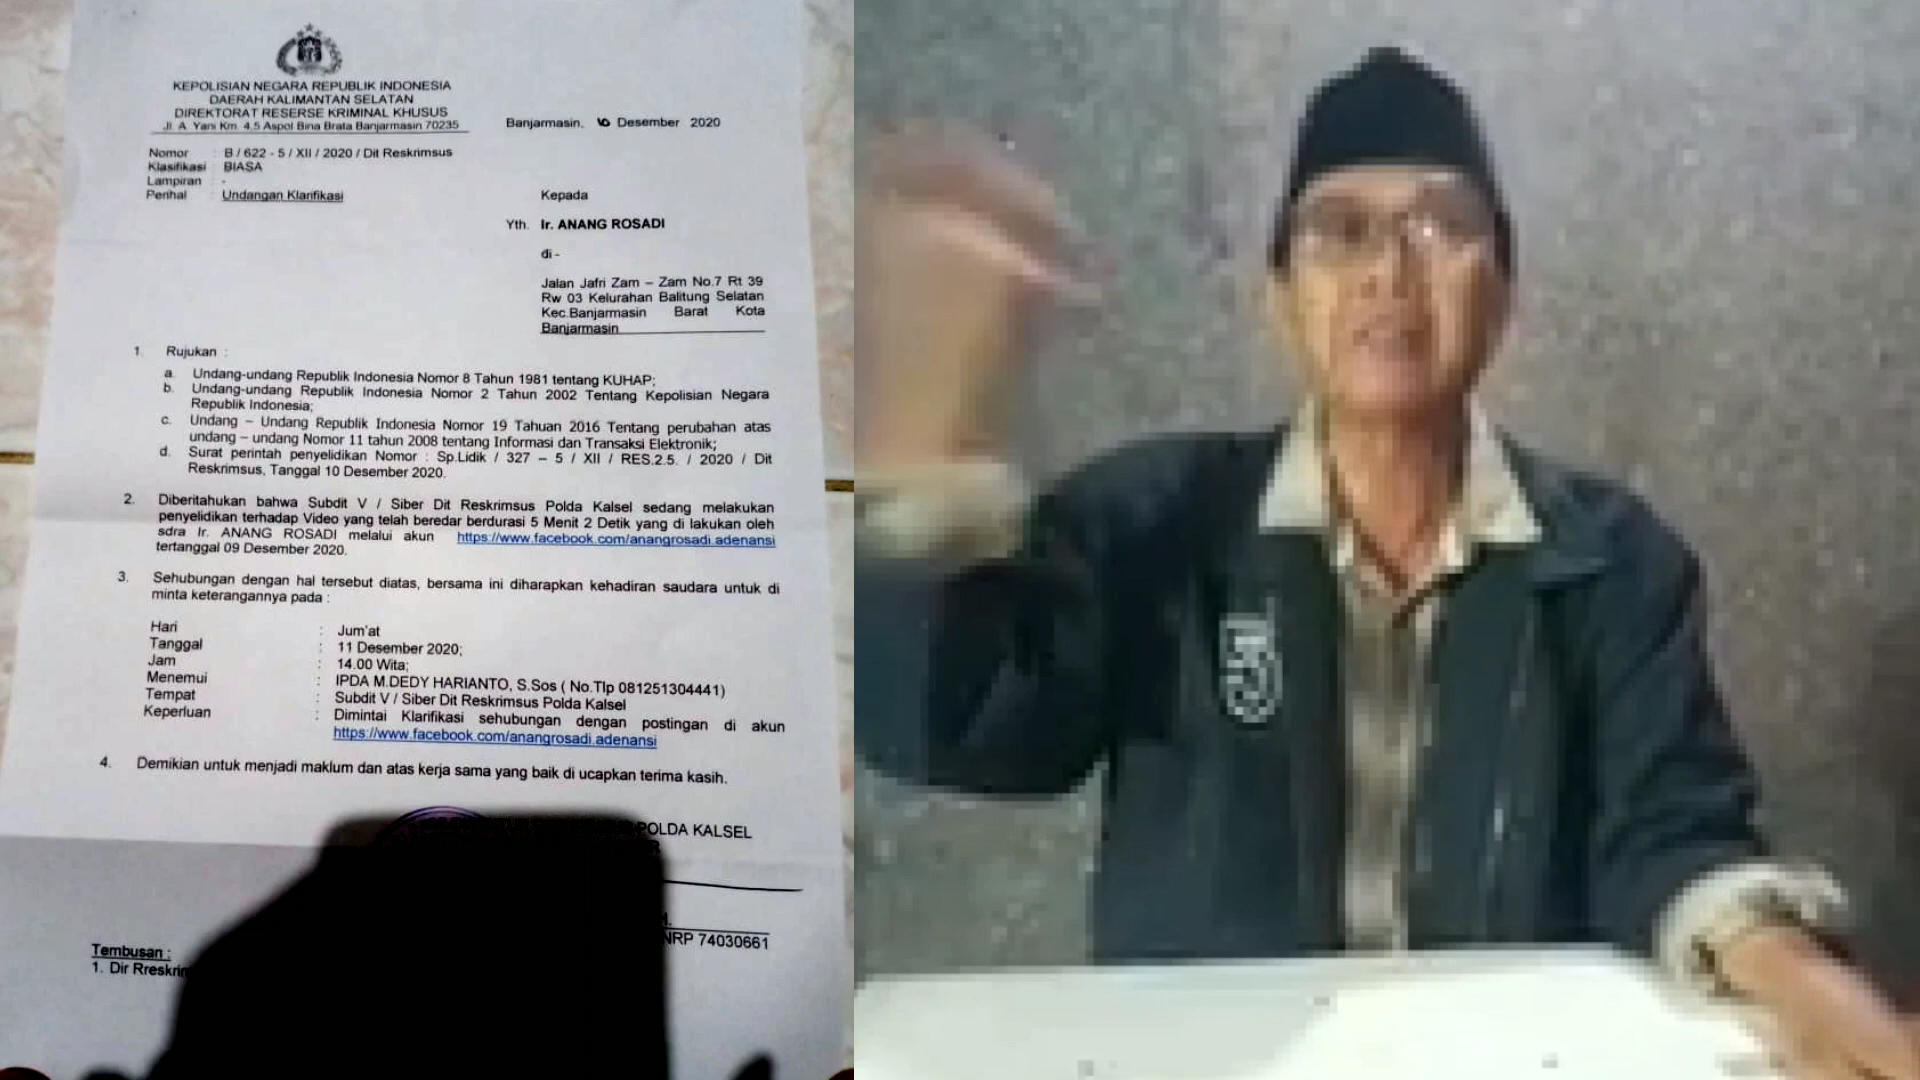 KEPOLISIAN NEGARA REPUBLIK INDONESIA
DAERAH KALIMANTAN SELATAN
DIREKTORAT RESERSE KRIMINAL KHUSUS
Jl. A. Yani Km. 4,5 Aspol Bina Brata Banjarmasin 70235
Banjarmasin, 10 Desember 2020
Nomor : B / 622 - 5 / XII / 2020 / Dit Reskrimsus
Klasifikasi : BIASA
Lampiran : -
Perihal : Undangan Klarifikasi
Kepada
Yth. Ir. ANANG ROSADI
di -
Jalan Jafri Zam – Zam No.7 Rt 39
Rw 03 Kelurahan Balitung Selatan
Kec.Banjarmasin Barat Kota
Banjarmasin
1. Rujukan :
a. Undang-undang Republik Indonesia Nomor 8 Tahun 1981 tentang KUHAP;
b. Undang-undang Republik Indonesia Nomor 2 Tahun 2002 Tentang Kepolisian Negara
Republik Indonesia;
c. Undang – Undang Republik Indonesia Nomor 19 Tahuan 2016 Tentang perubahan atas
undang – undang Nomor 11 tahun 2008 tentang Informasi dan Transaksi Elektronik;
d. Surat perintah penyelidikan Nomor : Sp.Lidik / 327 – 5 / XII / RES.2.5. / 2020 / Dit
Reskrimsus, Tanggal 10 Desember 2020.
2. Diberitahukan bahwa Subdit V / Siber Dit Reskrimsus Polda Kalsel sedang melakukan
penyelidikan terhadap Video yang telah beredar berdurasi 5 Menit 2 Detik yang di lakukan oleh
sdra Ir. ANANG ROSADI melalui akun https://www.facebook.com/anangrosadi.adenansi
tertanggal 09 Desember 2020.
3. Sehubungan dengan hal tersebut diatas, bersama ini diharapkan kehadiran saudara untuk di
minta keterangannya pada :
Hari : Jum'at
Tanggal : 11 Desember 2020;
Jam : 14.00 Wita;
Menemui : IPDA M.DEDY HARIANTO, S.Sos ( No.Tlp 081251304441)
Tempat : Subdit V / Siber Dit Reskrimsus Polda Kalsel
Keperluan : Dimintai Klarifikasi sehubungan dengan postingan di akun
https://www.facebook.com/anangrosadi.adenansi
4. Demikian untuk menjadi maklum dan atas kerja sama yang baik di ucapkan terima kasih.
POLDA KALSEL
NRP 74030661
Tembusan :
1. Dir